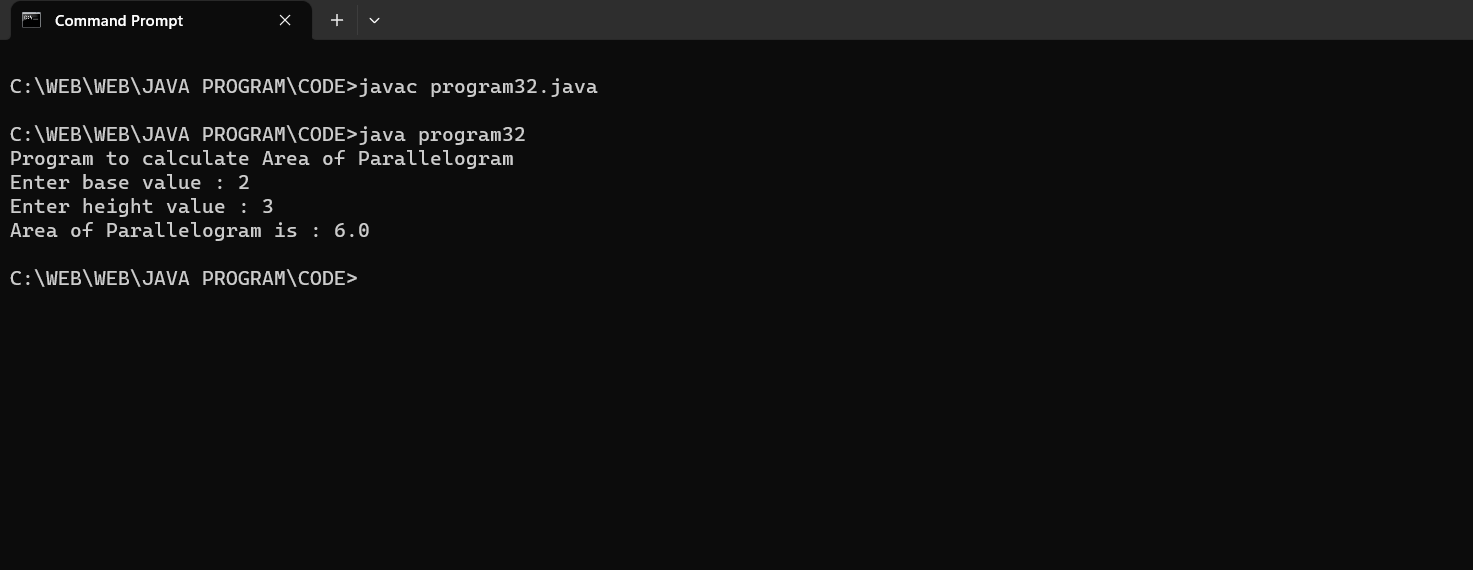 Command Prompt
C:\WEB\WEB\JAVA PROGRAM\CODE>javac program32.java
C:\WEB\WEB\JAVA PROGRAM\CODE>java program32
Program to calculate Area of Parallelogram
Enter base value : 2
Enter height value : 3
Area of Parallelogram is : 6.0
C:\WEB\WEB\JAVA PROGRAM\CODE>